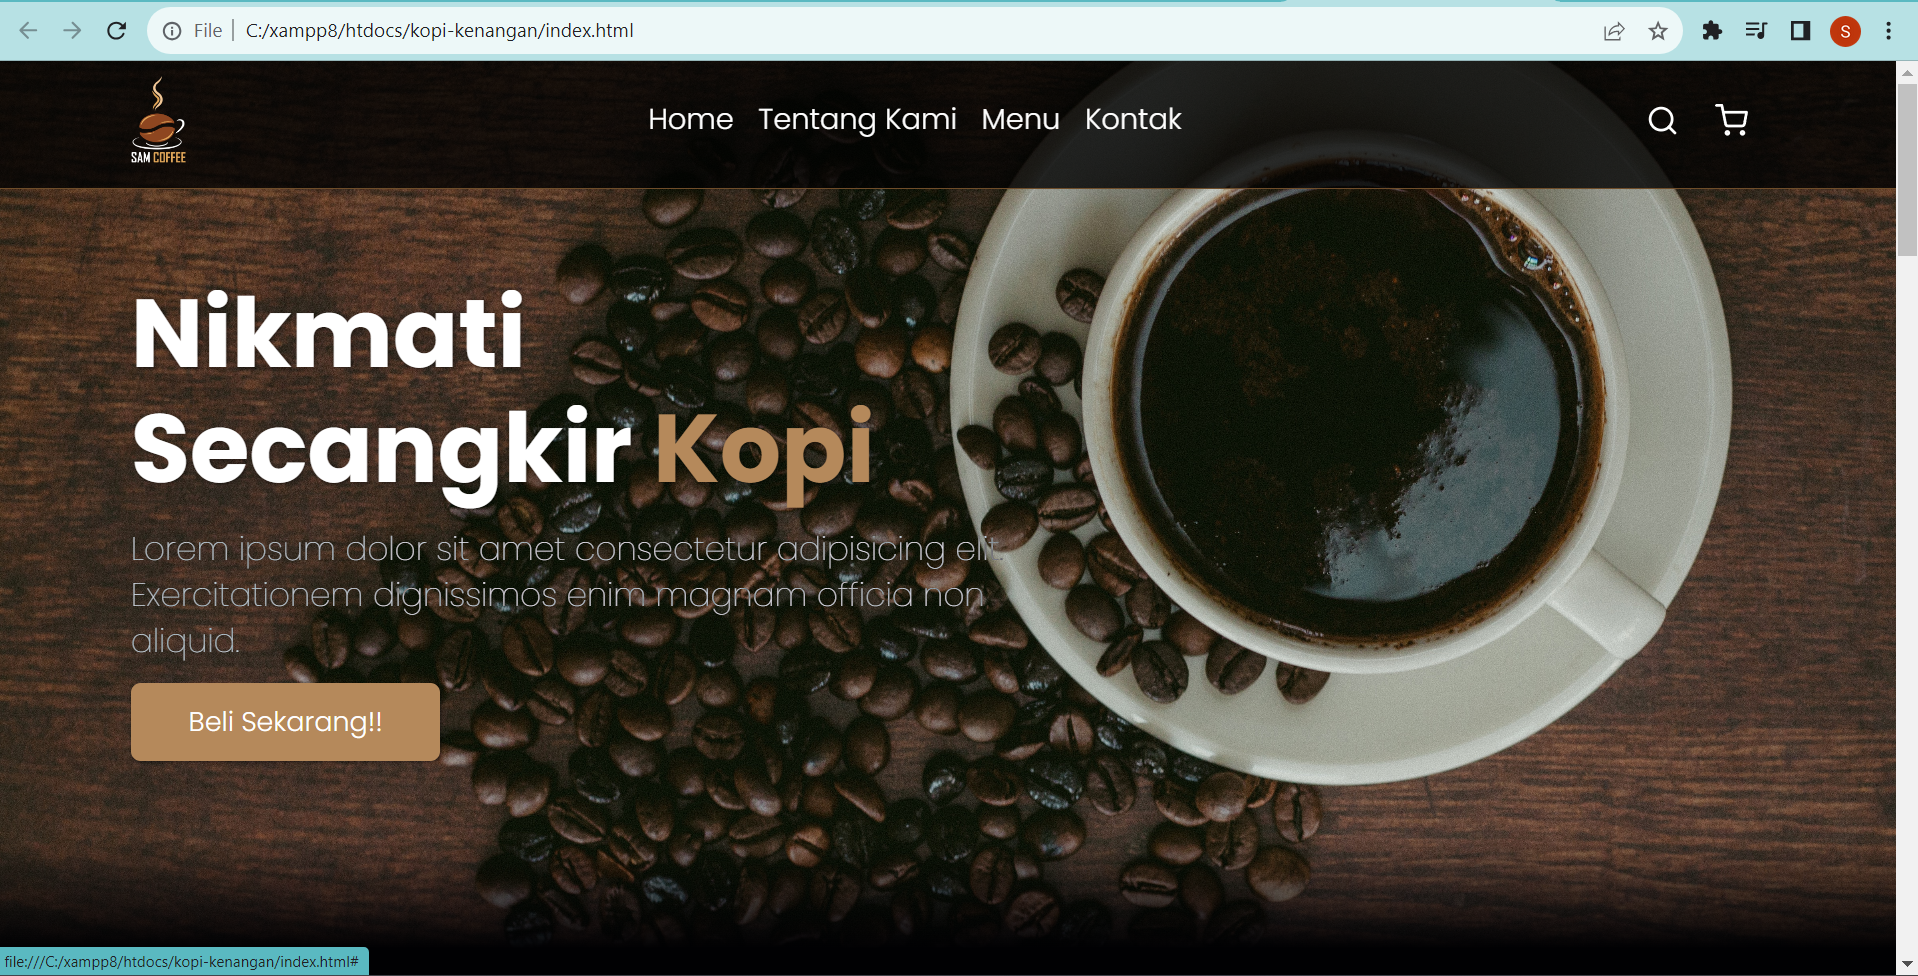 File
C:/xampp8/htdocs/kopi-kenangan/index.html
S
SAM COFFEE
Home Tentang Kami Menu Kontak
Nikmati
Secangkir Kopi
Lorem ipsum dolor sit amet consectetur adipisicing elit.
Exercitationem dignissimos enim magnam officia non
aliquid.
Beli Sekarang!!
file:///C:/xampp8/htdocs/kopi-kenangan/index.html#